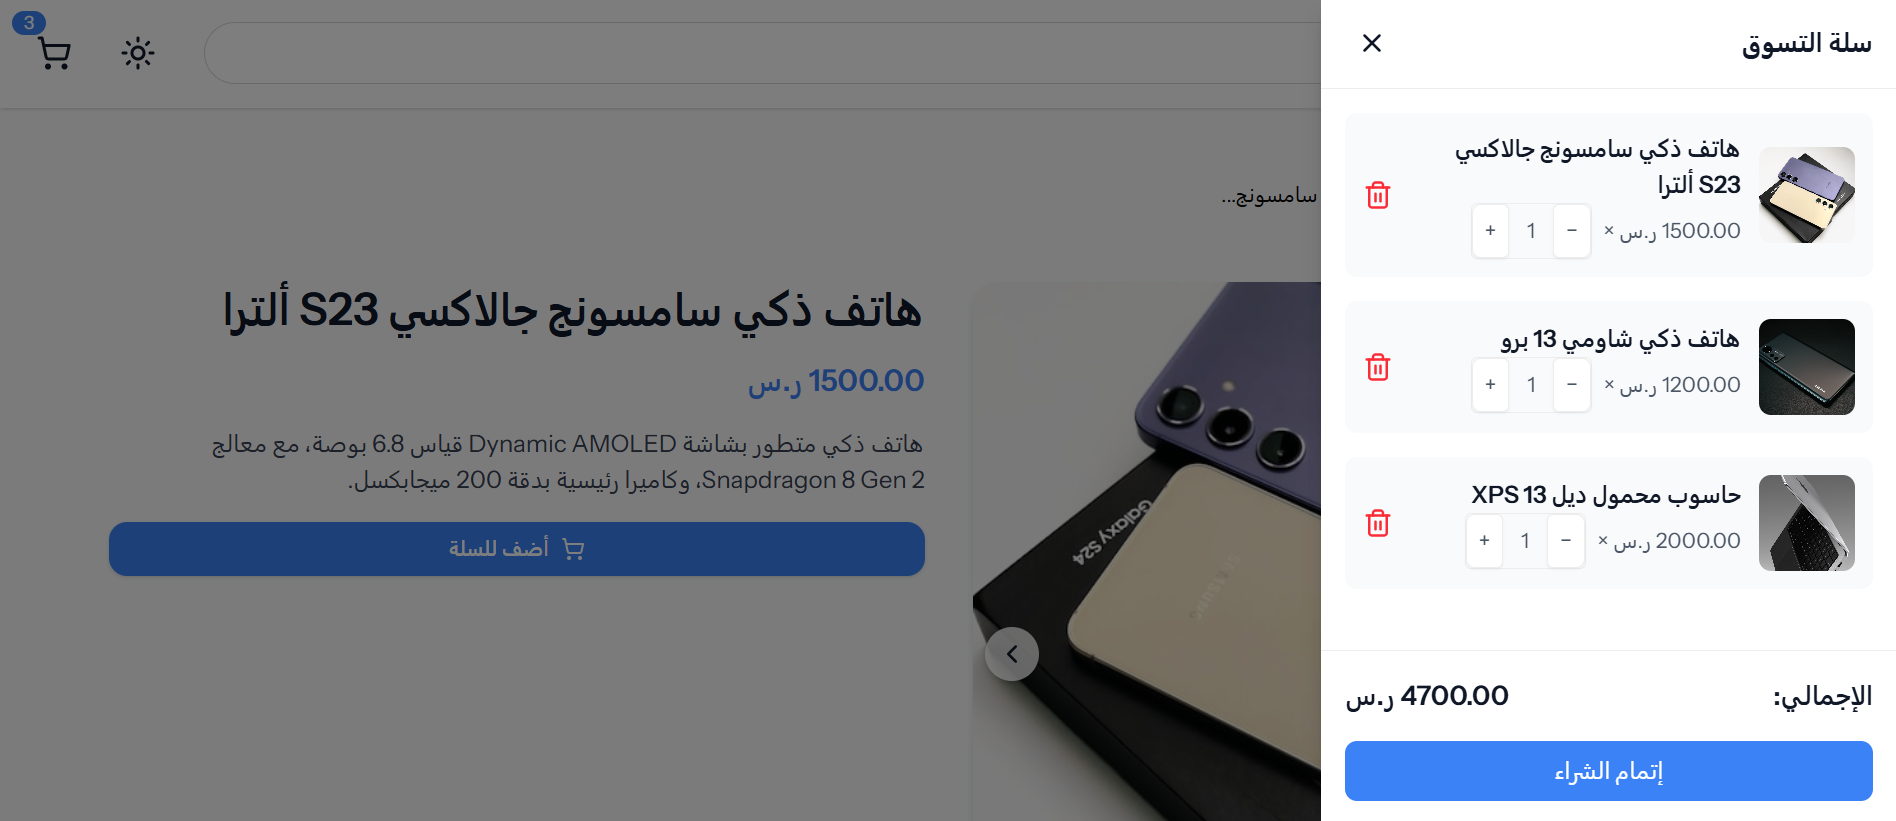 3
سلة التسوق
هاتف ذكي سامسونج جالاكسي
S23 ألترا
1500.00 ر.س × − 1 +
هاتف ذكي شاومي 13 برو
1200.00 ر.س × − 1 +
حاسوب محمول ديل XPS 13
2000.00 ر.س × − 1 +
الإجمالي: 4700.00 ر.س
إتمام الشراء
سامسونج...
هاتف ذكي سامسونج جالاكسي S23 ألترا
1500.00 ر.س
هاتف ذكي متطور بشاشة Dynamic AMOLED قياس 6.8 بوصة، مع معالج
Snapdragon 8 Gen 2، وكاميرا رئيسية بدقة 200 ميجابكسل.
أضف للسلة
Galaxy S24
SAMSUNG